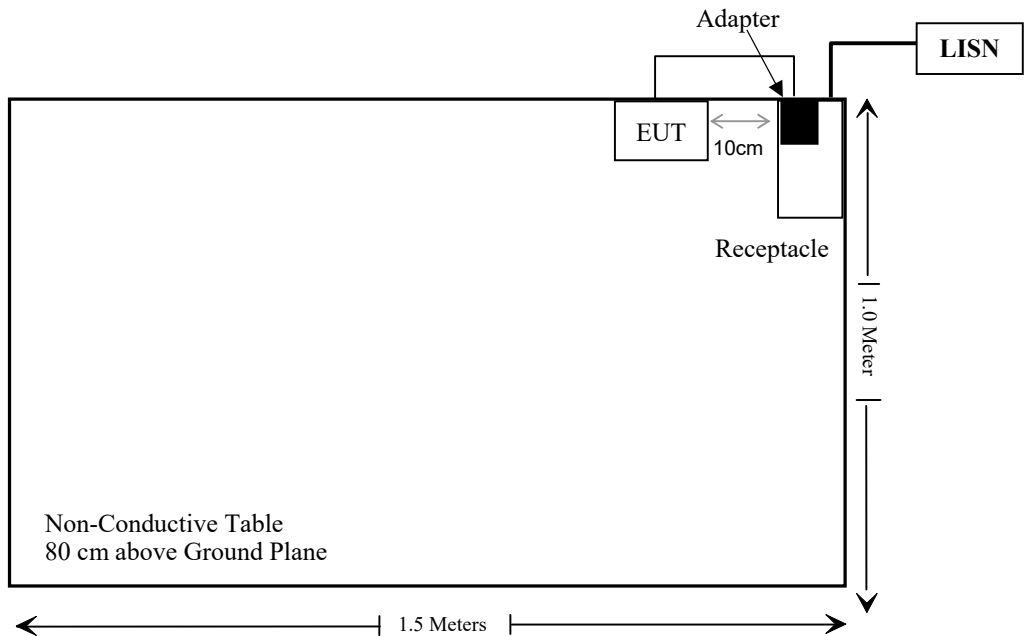 Adapter
LISN
EUT
10cm
Receptacle
1.0 Meter
Non-Conductive Table
80 cm above Ground Plane
1.5 Meters